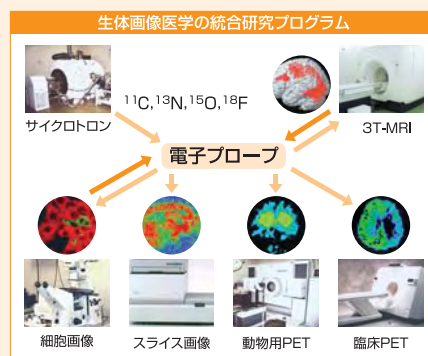 生体画像医学の統合研究プログラム
¹¹C,¹³N,¹⁵O,¹⁸F
サイクロトロン
3T-MRI
電子プローブ
細胞画像
スライス画像
動物用PET
臨床PET